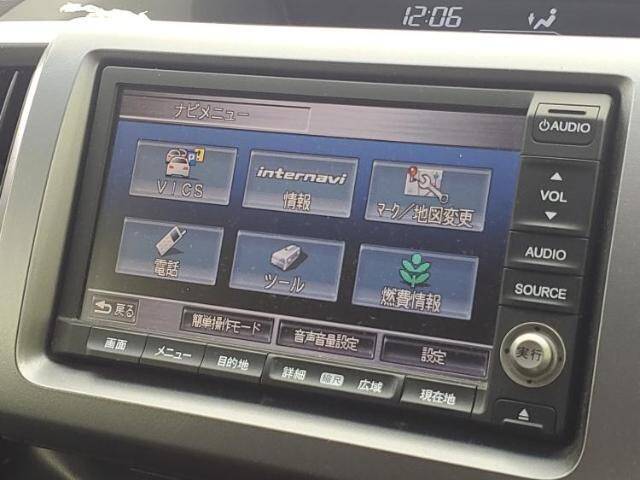 12:06
ナビメニュー
VICS
internavi
情報
マーク/地図変更
電話
ツール
燃費情報
戻る
簡単操作モード
音声音量設定
設定
画面
メニュー
目的地
詳細
縮尺
広域
現在地
AUDIO
VOL
AUDIO
SOURCE
実行